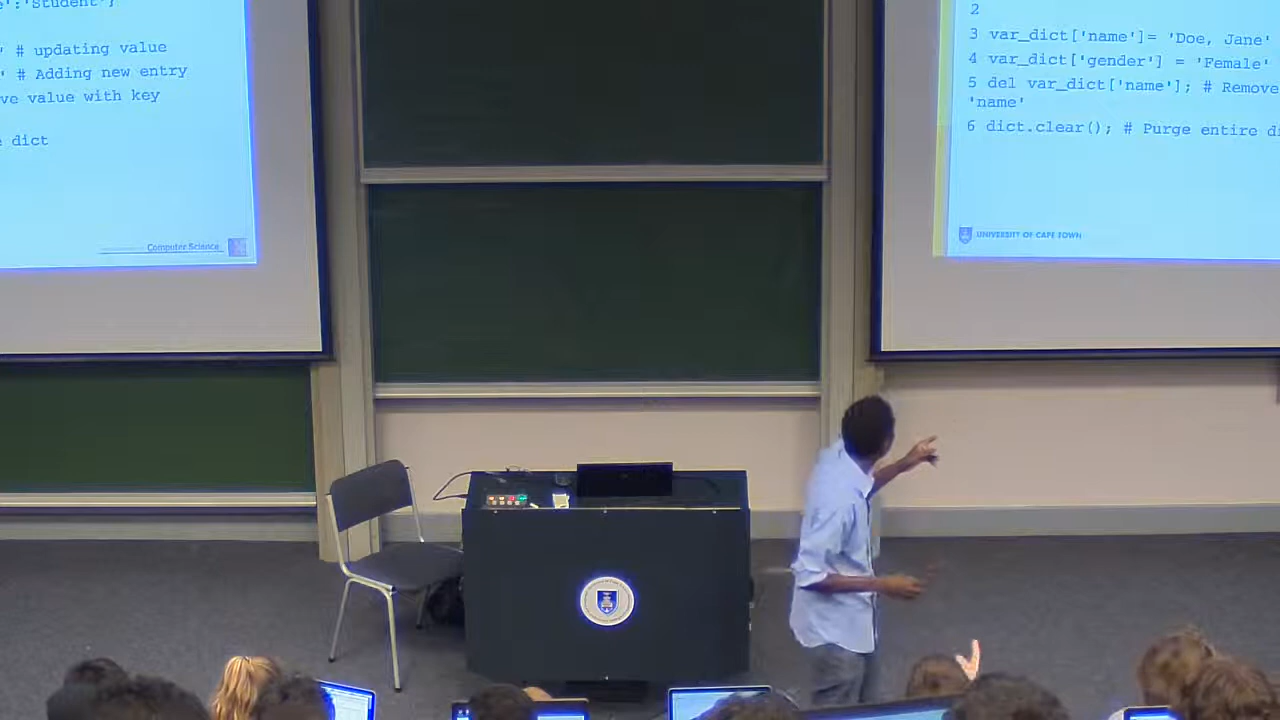 'Student'}
# updating value
# Adding new entry
ve value with key
dict
Computer Science
2
3 var_dict['name']= 'Doe, Jane'
4 var_dict['gender'] = 'Female'
5 del var_dict['name']; # Remove
'name'
6 dict.clear(); # Purge entire di
UNIVERSITY OF CAPE TOWN